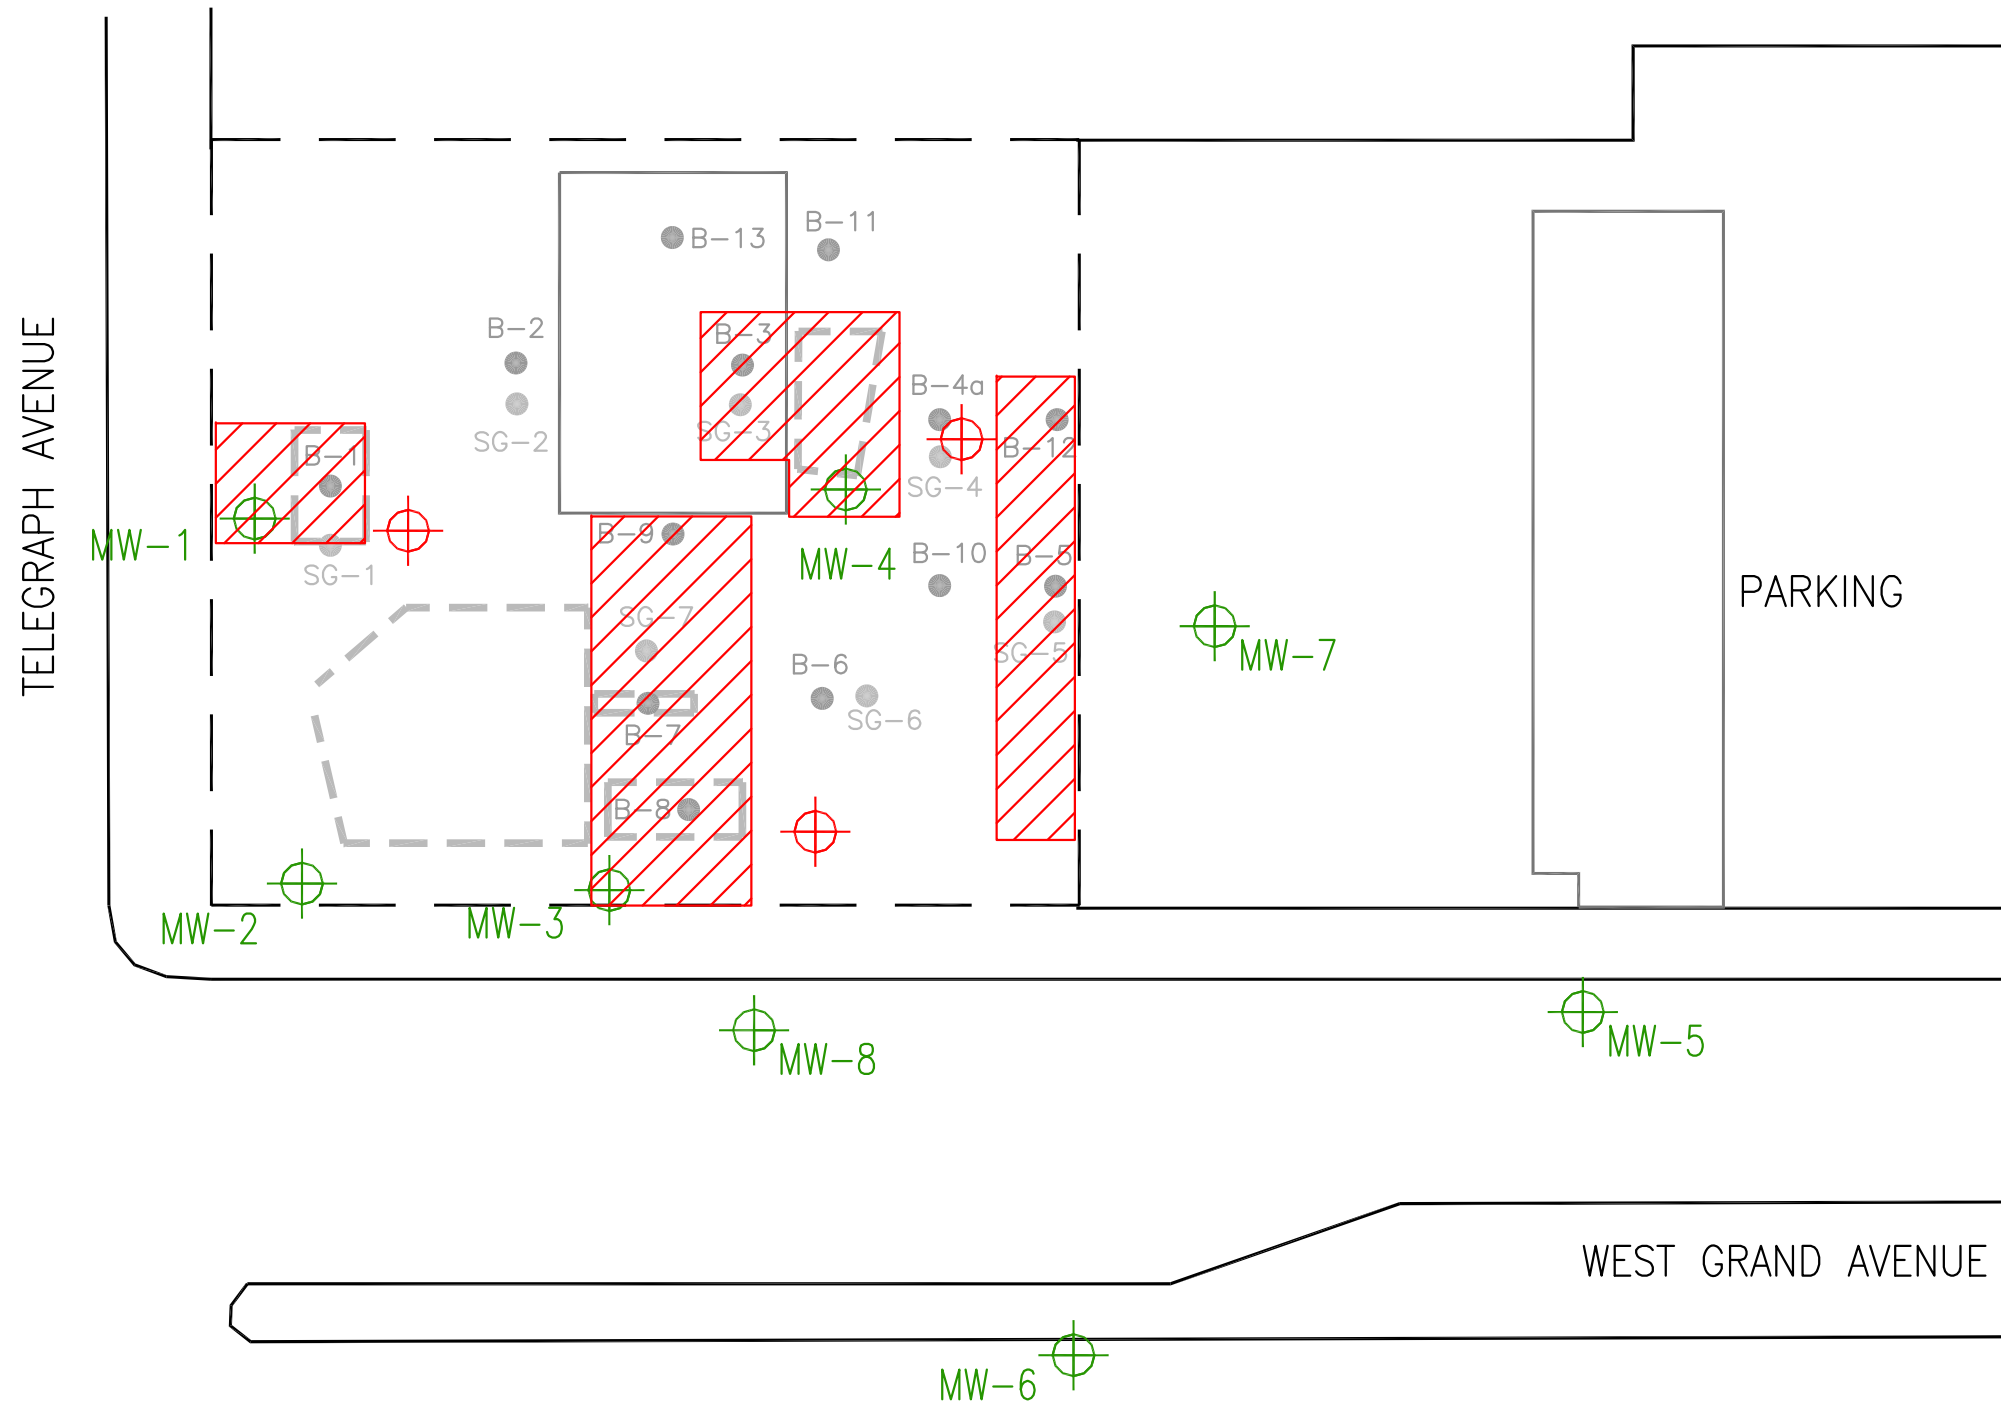 B-11
B-13
B-2
B-3
B-4a
SG-2
SG-3
B-12
B-1
SG-4
TELEGRAPH AVENUE
MW-1
B-9
MW-4
B-10
B-5
SG-1
PARKING
SG-7
MW-7
SG-5
B-6
SG-6
B-7
B-8
MW-2
MW-3
MW-8
MW-5
WEST GRAND AVENUE
MW-6